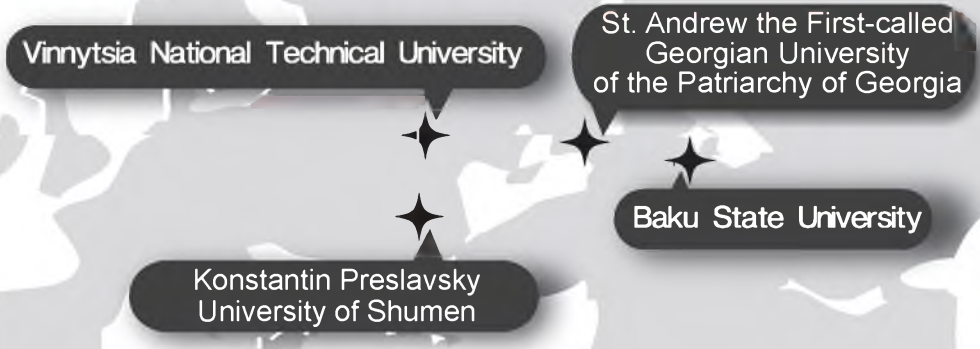 Vinnytsia National Technical University
St. Andrew the First-called
Georgian University
of the Patriarchy of Georgia
Baku State University
Konstantin Preslavsky
University of Shumen